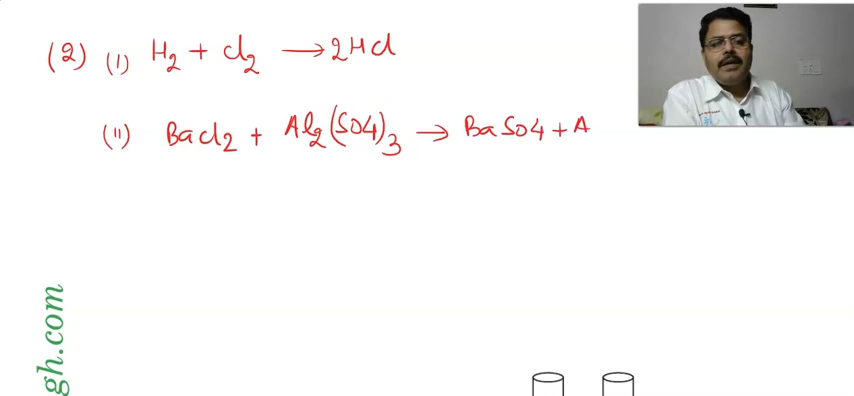 (2) (i) H2 + Cl2 → 2HCl
(ii) BaCl2 + Al2(SO4)3 → BaSO4 + A
gh.com